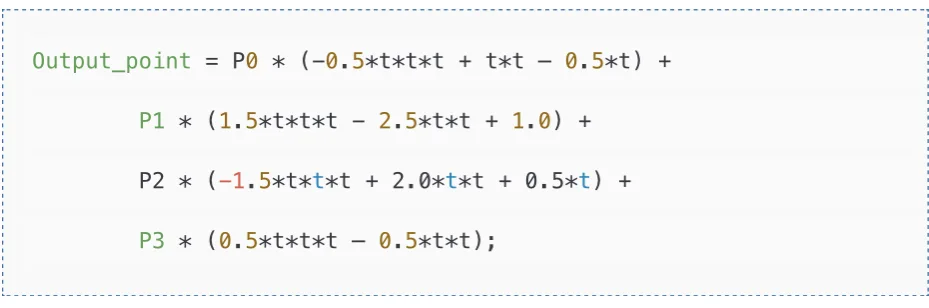 Output_point = P0 * (-0.5*t*t*t + t*t – 0.5*t) +
P1 * (1.5*t*t*t - 2.5*t*t + 1.0) +
P2 * (-1.5*t*t*t + 2.0*t*t + 0.5*t) +
P3 * (0.5*t*t*t – 0.5*t*t);